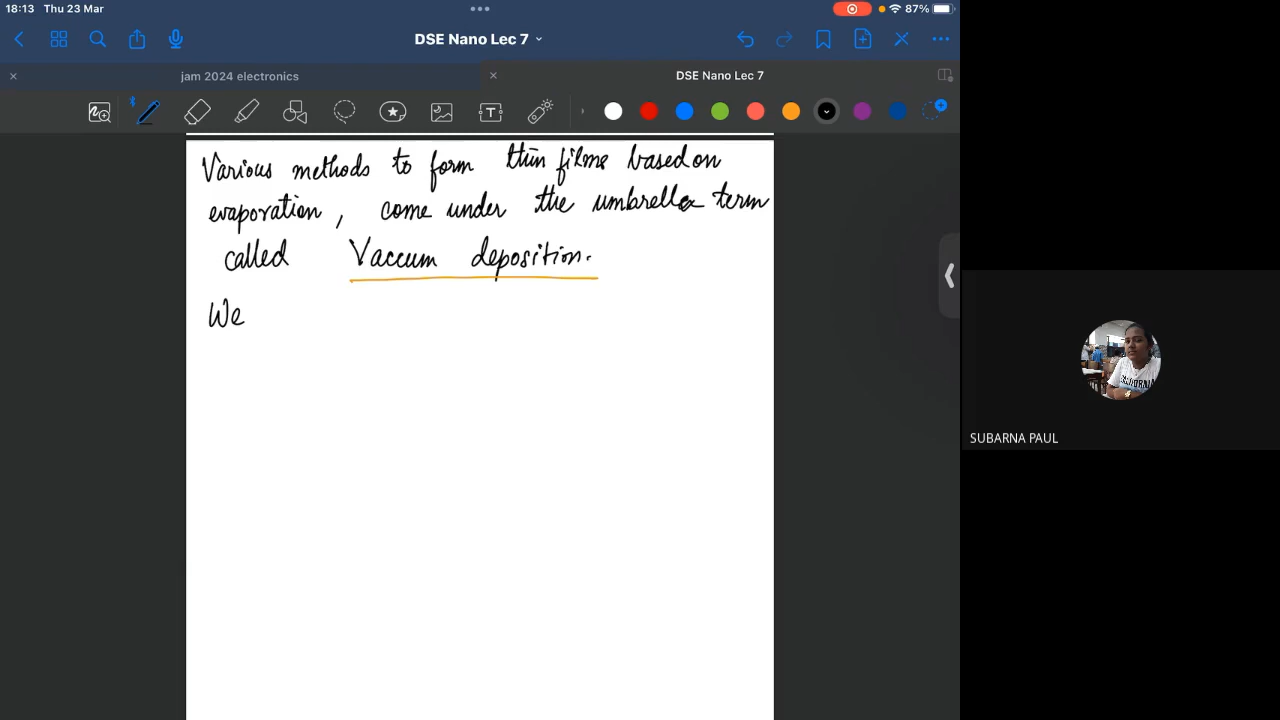 18:13 Thu 23 Mar
87%
DSE Nano Lec 7
jam 2024 electronics
DSE Nano Lec 7
Various methods to form thin films based on
evaporation, come under the umbrella term
called Vaccum deposition.
We
SUBARNA PAUL